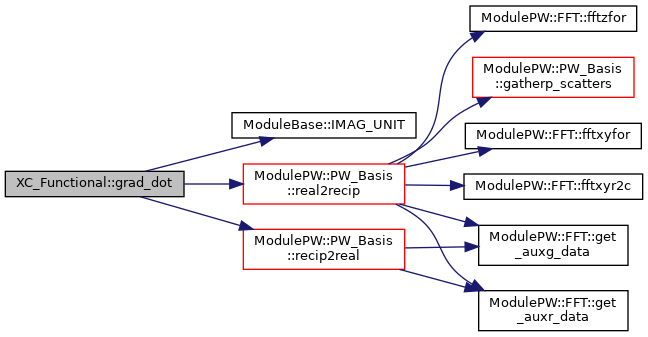 XC_Functional::grad_dot
ModuleBase::IMAG_UNIT
ModulePW::PW_Basis
::real2recip
ModulePW::PW_Basis
::recip2real
ModulePW::FFT::fftzfor
ModulePW::PW_Basis
::gatherp_scatters
ModulePW::FFT::fftxyfor
ModulePW::FFT::fftxyr2c
ModulePW::FFT::get
_auxg_data
ModulePW::FFT::get
_auxr_data